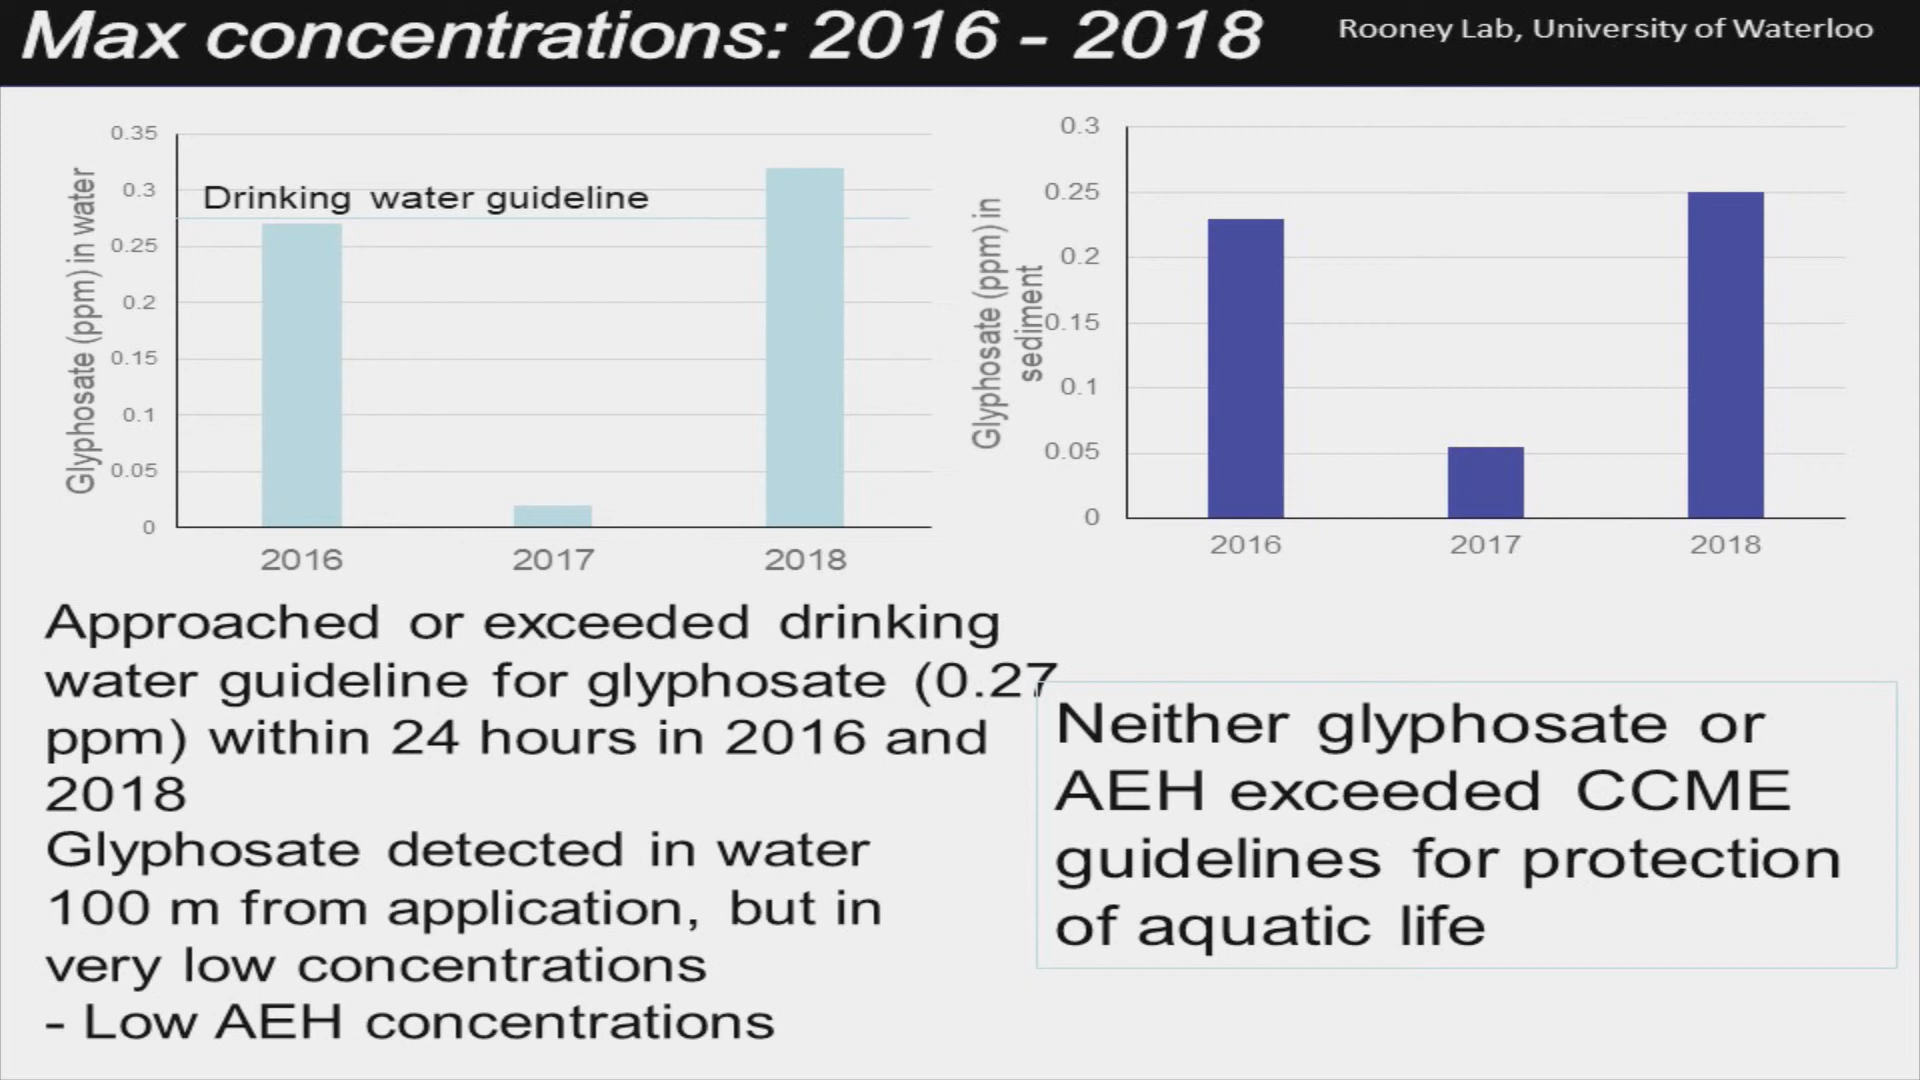 Max concentrations: 2016 - 2018
Rooney Lab, University of Waterloo
Glyphosate (ppm) in water
0.35
0.3
0.25
0.2
0.15
0.1
0.05
0
Drinking water guideline
2016 2017 2018
Glyphosate (ppm) in
sediment
0.3
0.25
0.2
0.15
0.1
0.05
0
2016 2017 2018
Approached or exceeded drinking
water guideline for glyphosate (0.27
ppm) within 24 hours in 2016 and
2018
Glyphosate detected in water
100 m from application, but in
very low concentrations
- Low AEH concentrations
Neither glyphosate or
AEH exceeded CCME
guidelines for protection
of aquatic life